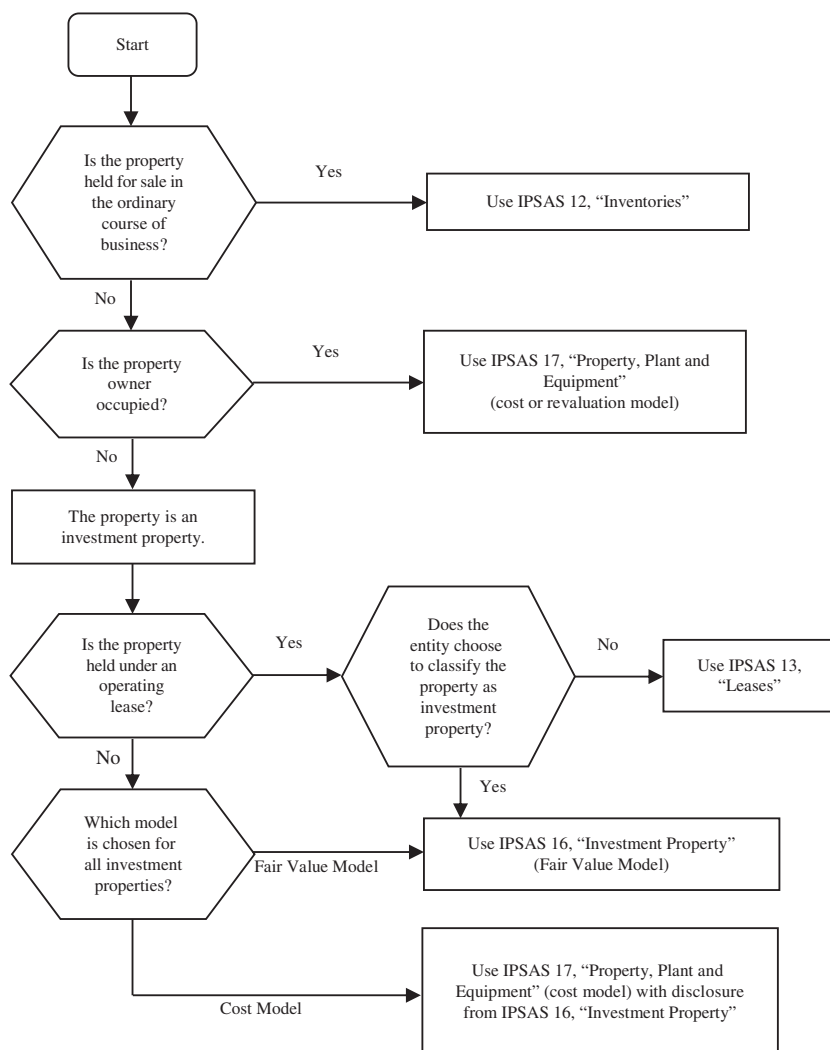 Start
Is the property
held for sale in
the ordinary
course of
business?
Yes
Use IPSAS 12, “Inventories”
No
Is the property
owner
occupied?
Yes
Use IPSAS 17, “Property, Plant and
Equipment”
(cost or revaluation model)
No
The property is an
investment property.
Is the property
held under an
operating
lease?
Yes
Does the
entity choose
to classify the
property as
investment
property?
No
Use IPSAS 13,
“Leases”
No
Yes
Which model
is chosen for
all investment
properties?
Fair Value Model
Use IPSAS 16, “Investment Property”
(Fair Value Model)
Cost Model
Use IPSAS 17, “Property, Plant and
Equipment” (cost model) with disclosure
from IPSAS 16, “Investment Property”